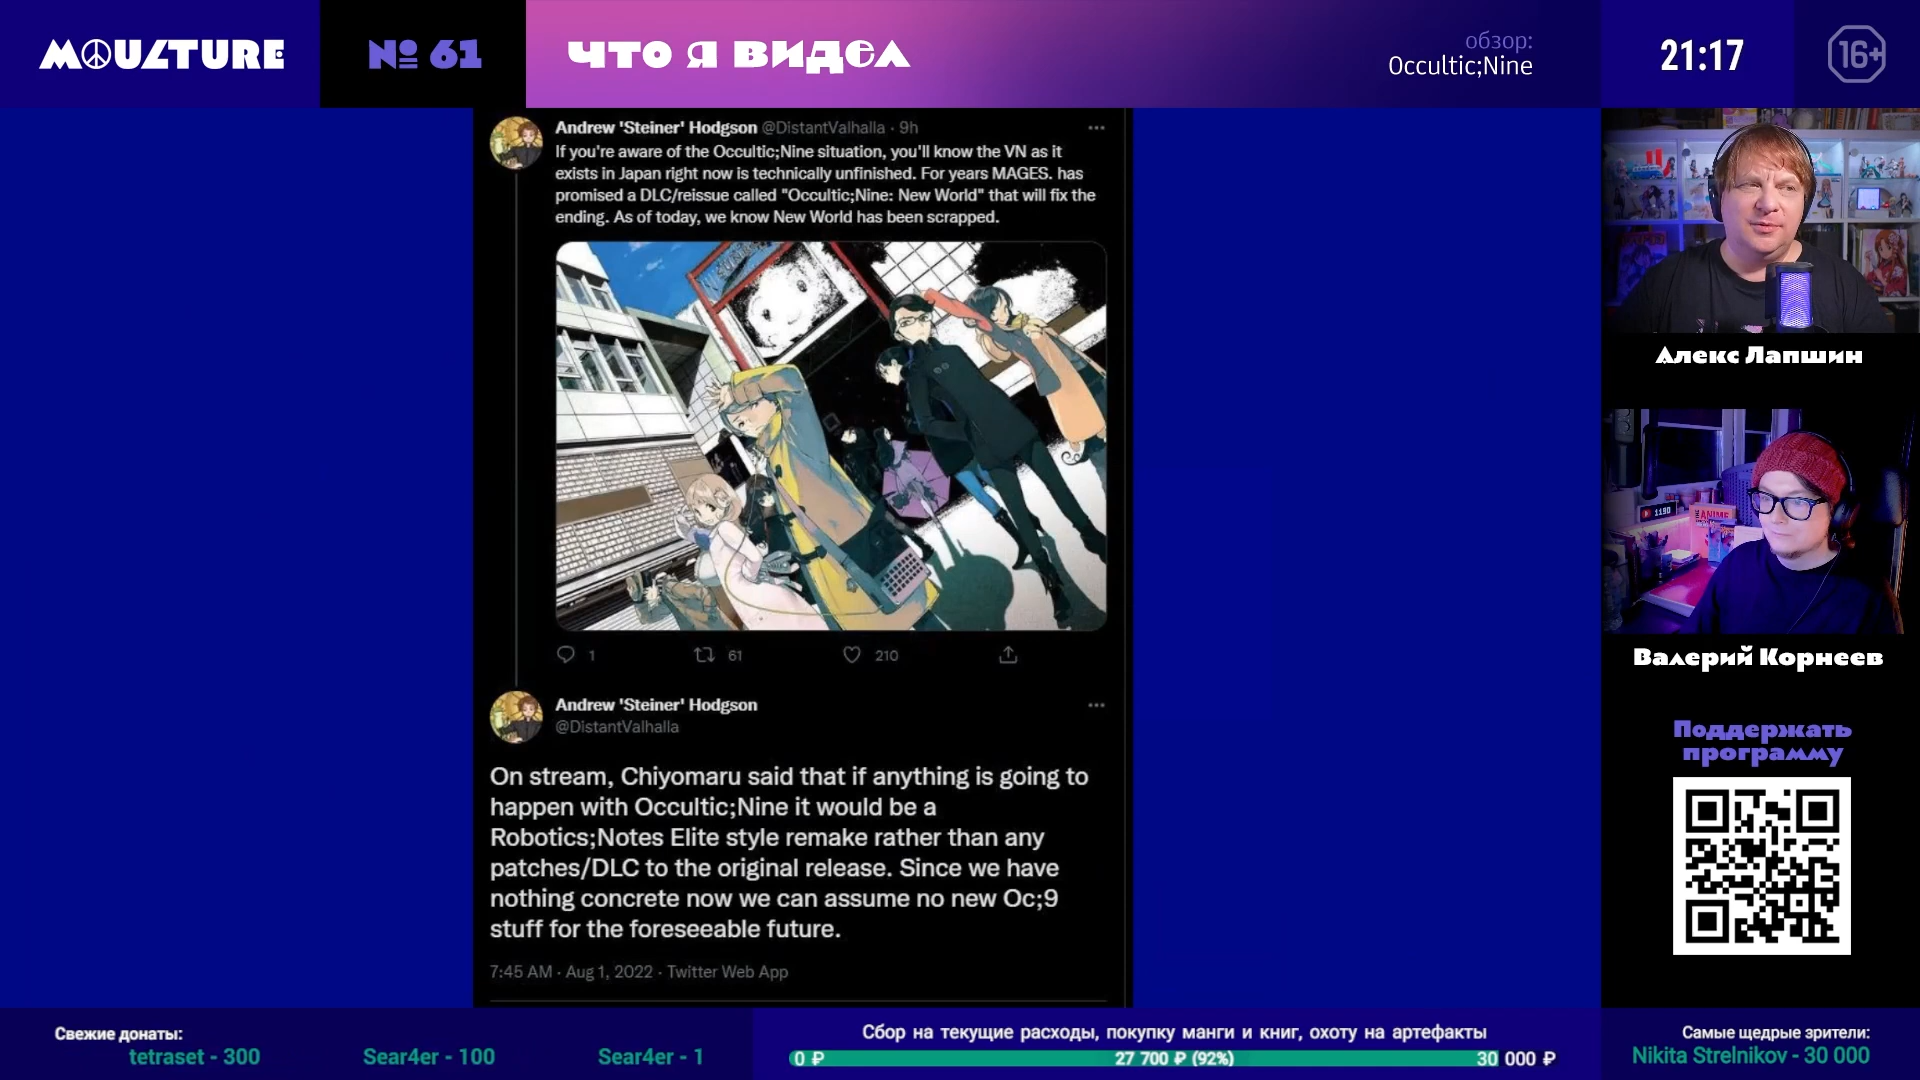 MOULTURE
№ 61
ЧТО Я ВИДЕЛ
обзор:
Occultic;Nine
21:17
16+
Andrew 'Steiner' Hodgson @DistantValhalla · 9h
If you're aware of the Occultic;Nine situation, you'll know the VN as it
exists in Japan right now is technically unfinished. For years MAGES. has
promised a DLC/reissue called "Occultic;Nine: New World" that will fix the
ending. As of today, we know New World has been scrapped.
1 61 210
Andrew 'Steiner' Hodgson
@DistantValhalla
On stream, Chiyomaru said that if anything is going to
happen with Occultic;Nine it would be a
Robotics;Notes Elite style remake rather than any
patches/DLC to the original release. Since we have
nothing concrete now we can assume no new Oc;9
stuff for the foreseeable future.
7:45 AM · Aug 1, 2022 · Twitter Web App
Алекс Лапшин
1190
ANIME
Валерий Корнеев
Поддержать
программу
Свежие донаты:
tetraset - 300 Sear4er - 100 Sear4er - 1
Сбор на текущие расходы, покупку манги и книг, охоту на артефакты
0 ₽ 27 700 ₽ (92%) 30 000 ₽
Самые щедрые зрители:
Nikita Strelnikov - 30 000